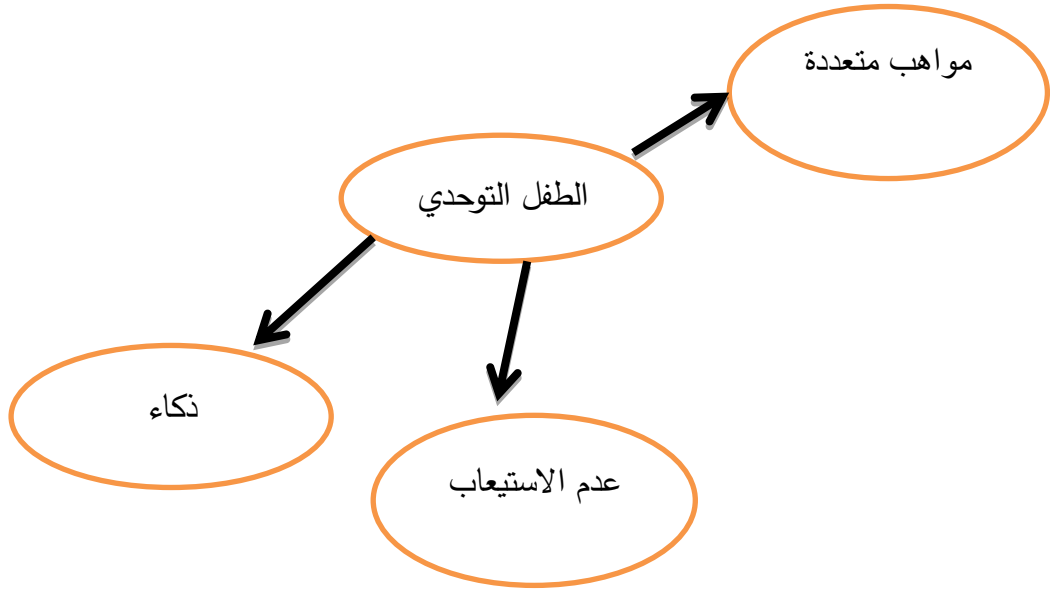 مواهب متعددة
الطفل التوحدي
ذكاء
عدم الاستيعاب